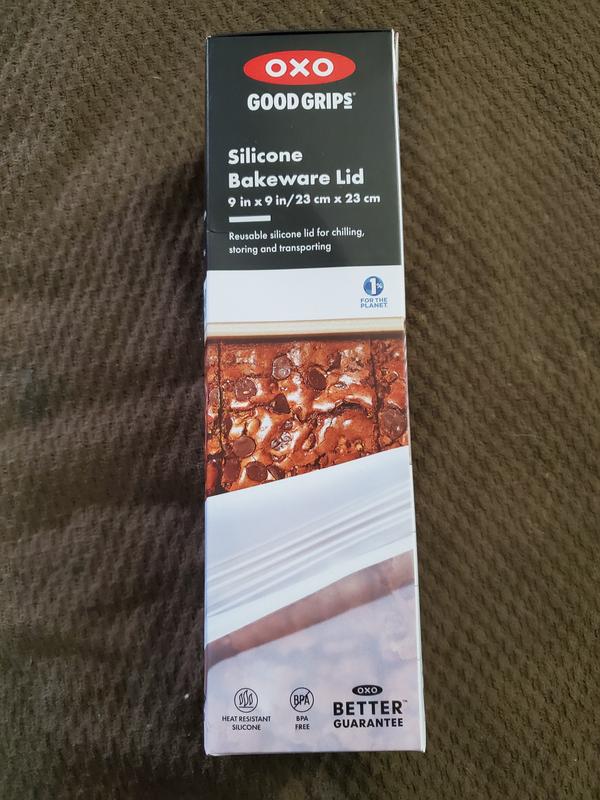 OXO
GOOD GRIPS®
Silicone
Bakeware Lid
9 in x 9 in/23 cm x 23 cm
Reusable silicone lid for chilling,
storing and transporting
1%
FOR THE
PLANET
HEAT RESISTANT
SILICONE
BPA
BPA
FREE
OXO
BETTER™
GUARANTEE